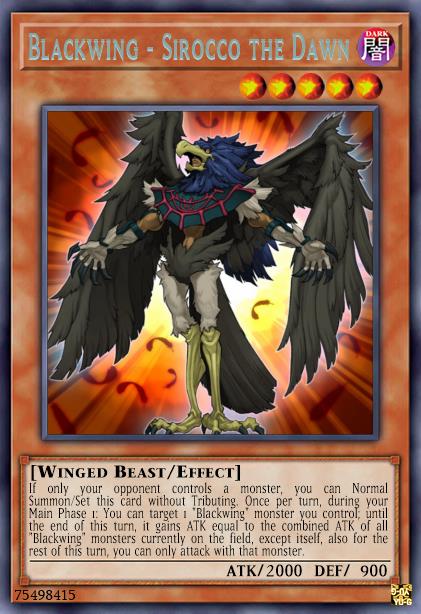 Blackwing - Sirocco the Dawn
DARK
闇
[Winged Beast/Effect]
If only your opponent controls a monster, you can Normal
Summon/Set this card without Tributing. Once per turn, during your
Main Phase 1: You can target 1 "Blackwing" monster you control; until
the end of this turn, it gains ATK equal to the combined ATK of all
"Blackwing" monsters currently on the field, except itself, also for the
rest of this turn, you can only attack with that monster.
ATK/2000 DEF/ 900
75498415